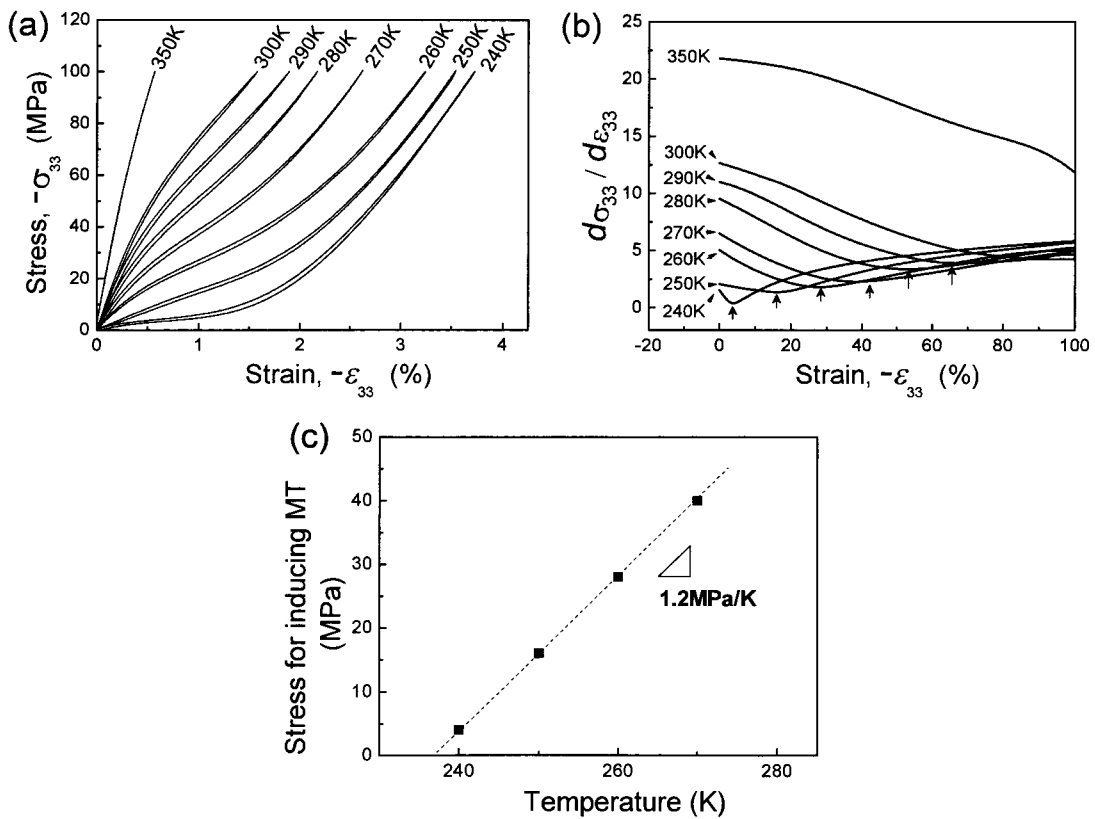 (a)
Stress, −σ33 (MPa)
120
100
80
60
40
20
0
350K
300K
290K
280K
270K
260K
250K
240K
0
1
2
3
4
Strain, −ε33 (%)
(b)
dσ33 / dε33
25
20
15
10
5
0
350K
300K
290K
280K
270K
260K
250K
240K
-20
0
20
40
60
80
100
Strain, −ε33 (%)
(c)
Stress for inducing MT
(MPa)
50
40
30
20
10
0
1.2MPa/K
240
260
280
Temperature (K)